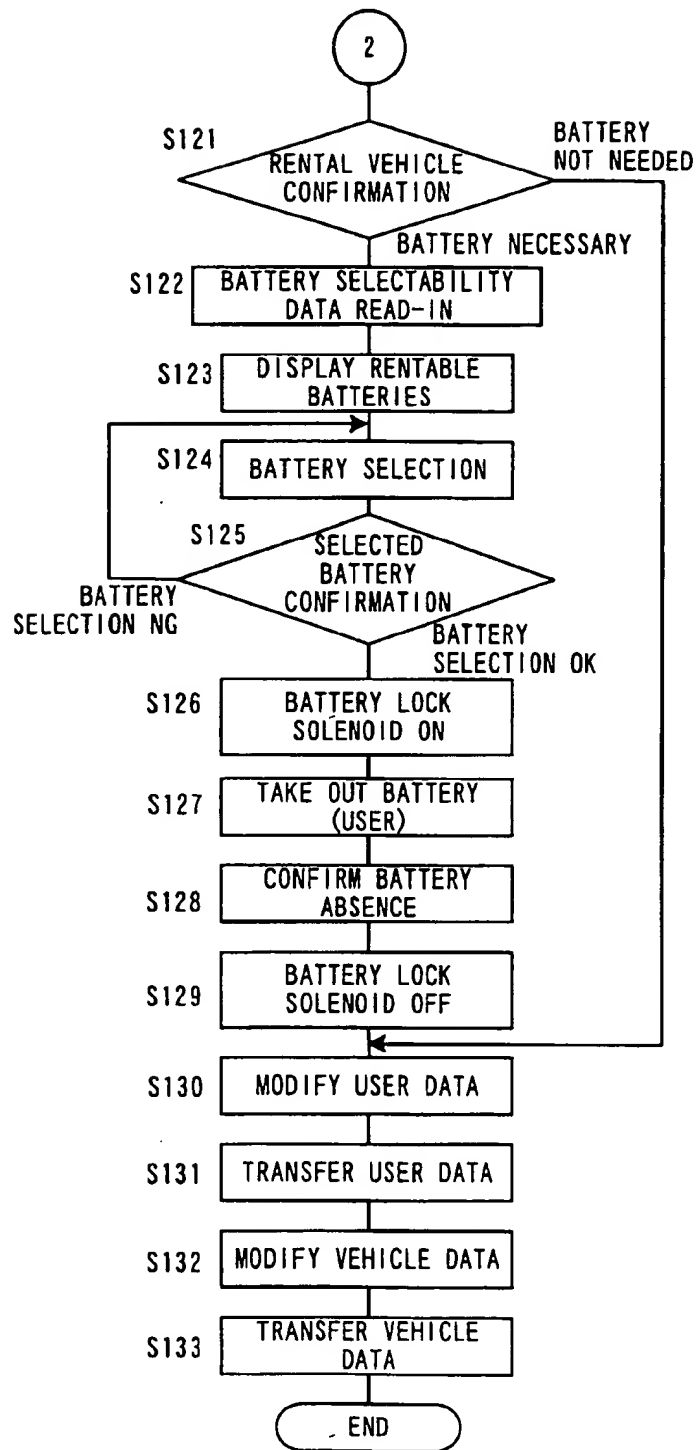 2
S121
RENTAL VEHICLE
CONFIRMATION
BATTERY
NOT NEEDED
BATTERY NECESSARY
S122
BATTERY SELECTABILITY
DATA READ-IN
S123
DISPLAY RENTABLE
BATTERIES
S124
BATTERY SELECTION
S125
SELECTED
BATTERY
CONFIRMATION
BATTERY
SELECTION NG
BATTERY
SELECTION OK
S126
BATTERY LOCK
SOLENOID ON
S127
TAKE OUT BATTERY
(USER)
S128
CONFIRM BATTERY
ABSENCE
S129
BATTERY LOCK
SOLENOID OFF
S130
MODIFY USER DATA
S131
TRANSFER USER DATA
S132
MODIFY VEHICLE DATA
S133
TRANSFER VEHICLE
DATA
END